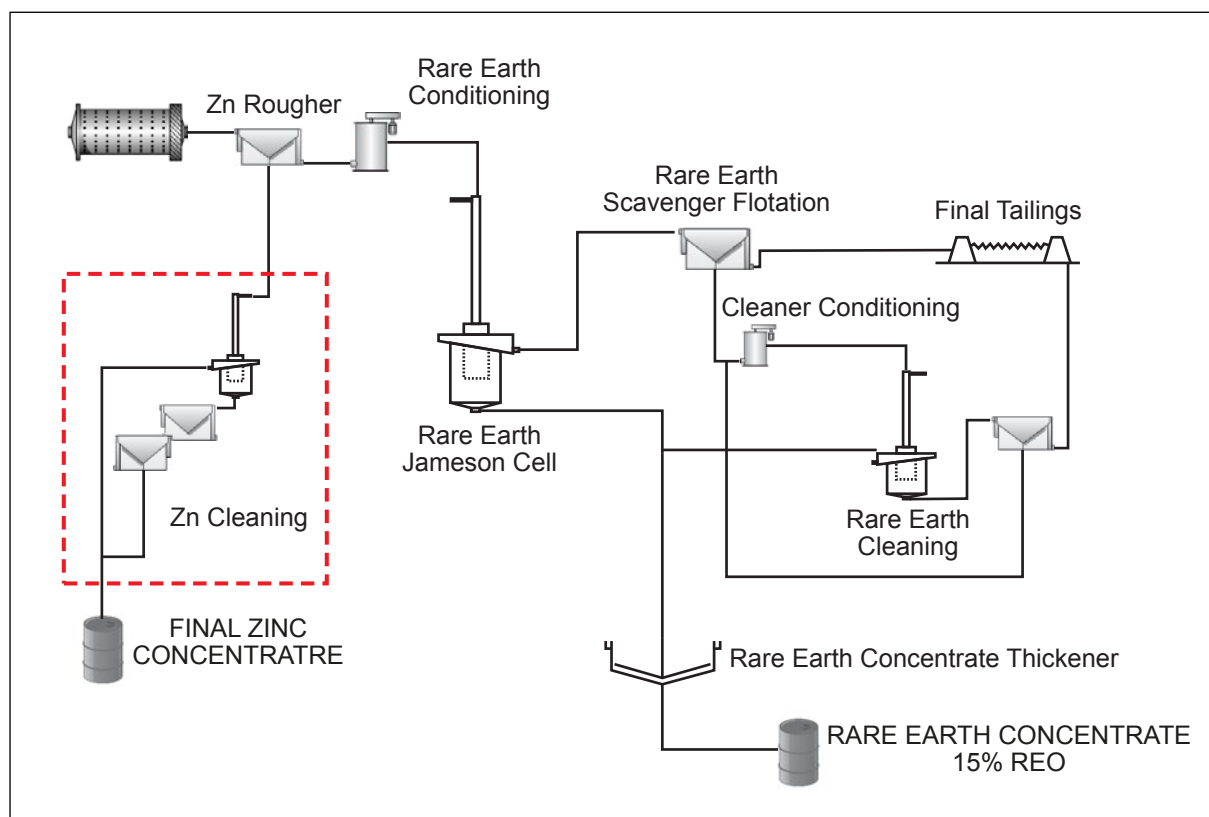 Rare Earth
Conditioning
Zn Rougher
Rare Earth
Scavenger Flotation
Final Tailings
Cleaner Conditioning
Rare Earth
Jameson Cell
Zn Cleaning
Rare Earth
Cleaning
FINAL ZINC
CONCENTRATRE
Rare Earth Concentrate Thickener
RARE EARTH CONCENTRATE
15% REO